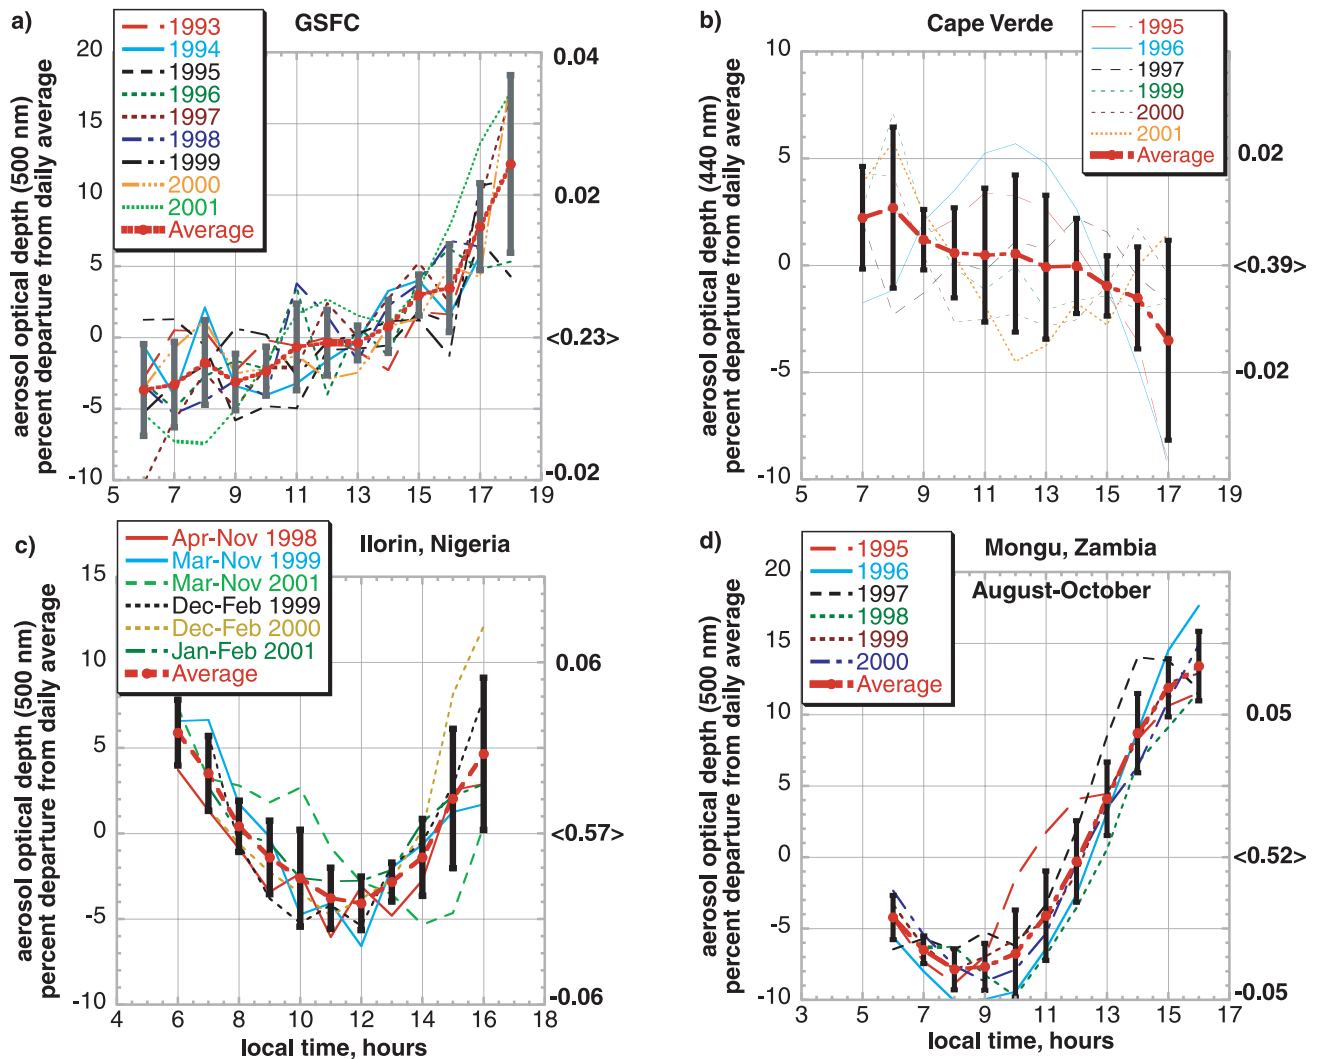 a)
GSFC
1993
1994
1995
1996
1997
1998
1999
2000
2001
Average
aerosol optical depth (500 nm)
percent departure from daily average
20
15
10
5
0
-5
-10
0.04
0.02
<0.23>
-0.02
5 7 9 11 13 15 17 19
b)
Cape Verde
1995
1996
1997
1999
2000
2001
Average
aerosol optical depth (440 nm)
percent departure from daily average
10
5
0
-5
-10
0.02
<0.39>
-0.02
5 7 9 11 13 15 17 19
c)
Ilorin, Nigeria
Apr-Nov 1998
Mar-Nov 1999
Mar-Nov 2001
Dec-Feb 1999
Dec-Feb 2000
Jan-Feb 2001
Average
aerosol optical depth (500 nm)
percent departure from daily average
15
10
5
0
-5
-10
0.06
<0.57>
-0.06
4 6 8 10 12 14 16 18
local time, hours
d)
Mongu, Zambia
August-October
1995
1996
1997
1998
1999
2000
Average
aerosol optical depth (500 nm)
percent departure from daily average
20
15
10
5
0
-5
-10
0.05
<0.52>
-0.05
3 5 7 9 11 13 15 17
local time, hours